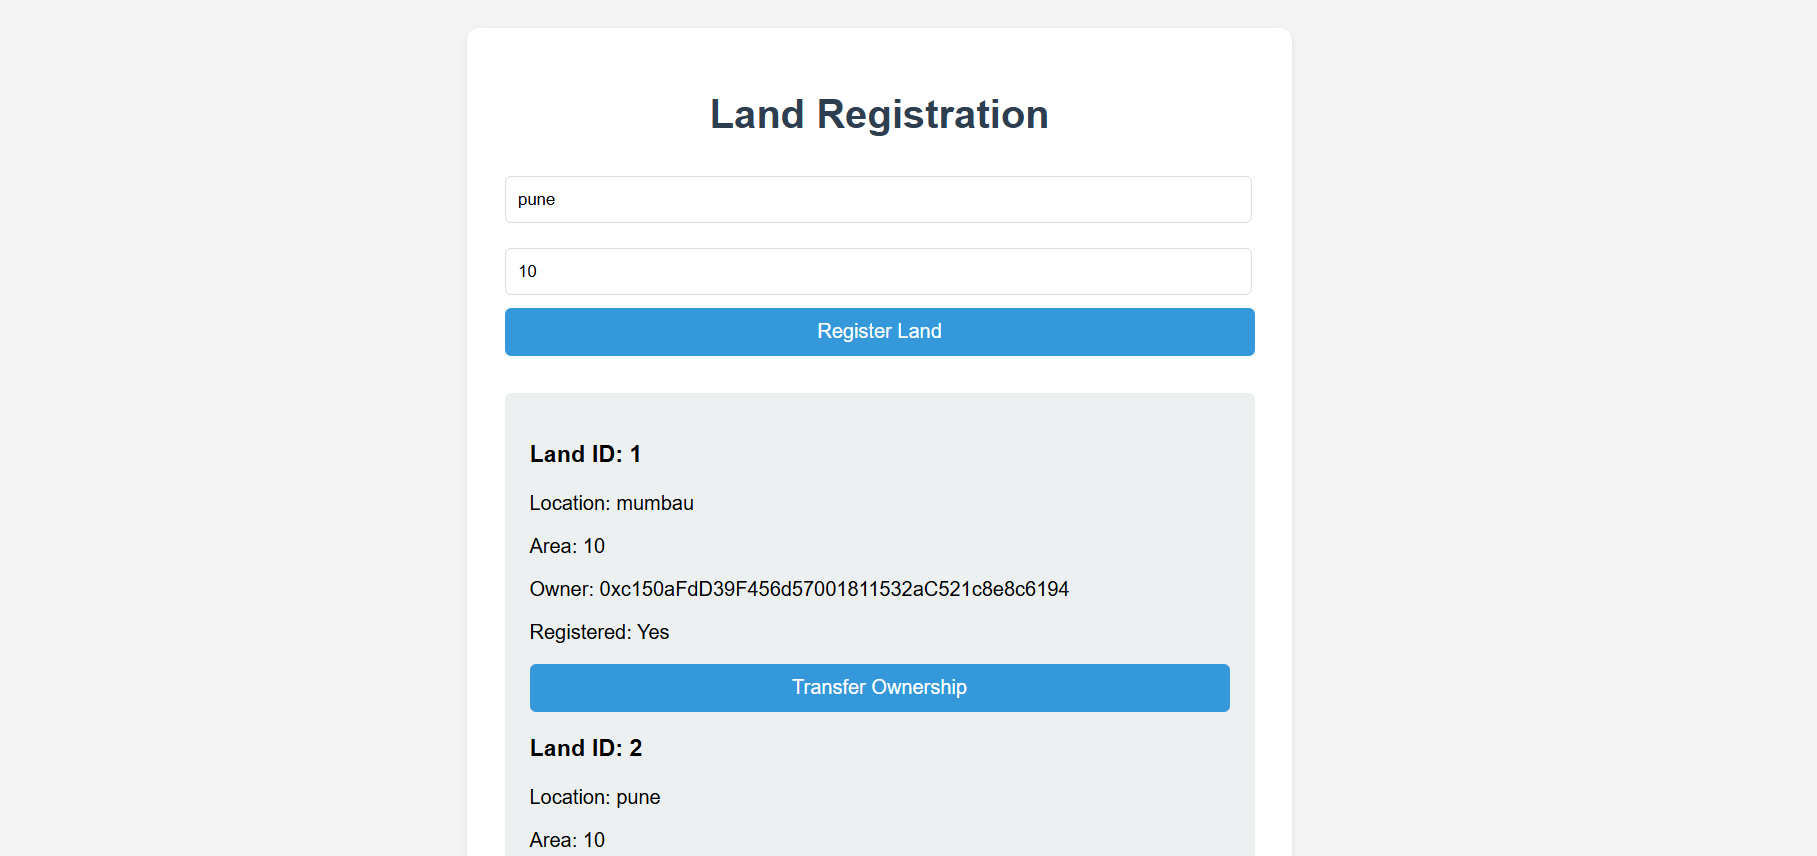 Land Registration
pune
10
Register Land
Land ID: 1
Location: mumbau
Area: 10
Owner: 0xc150aFdD39F456d57001811532aC521c8e8c6194
Registered: Yes
Transfer Ownership
Land ID: 2
Location: pune
Area: 10